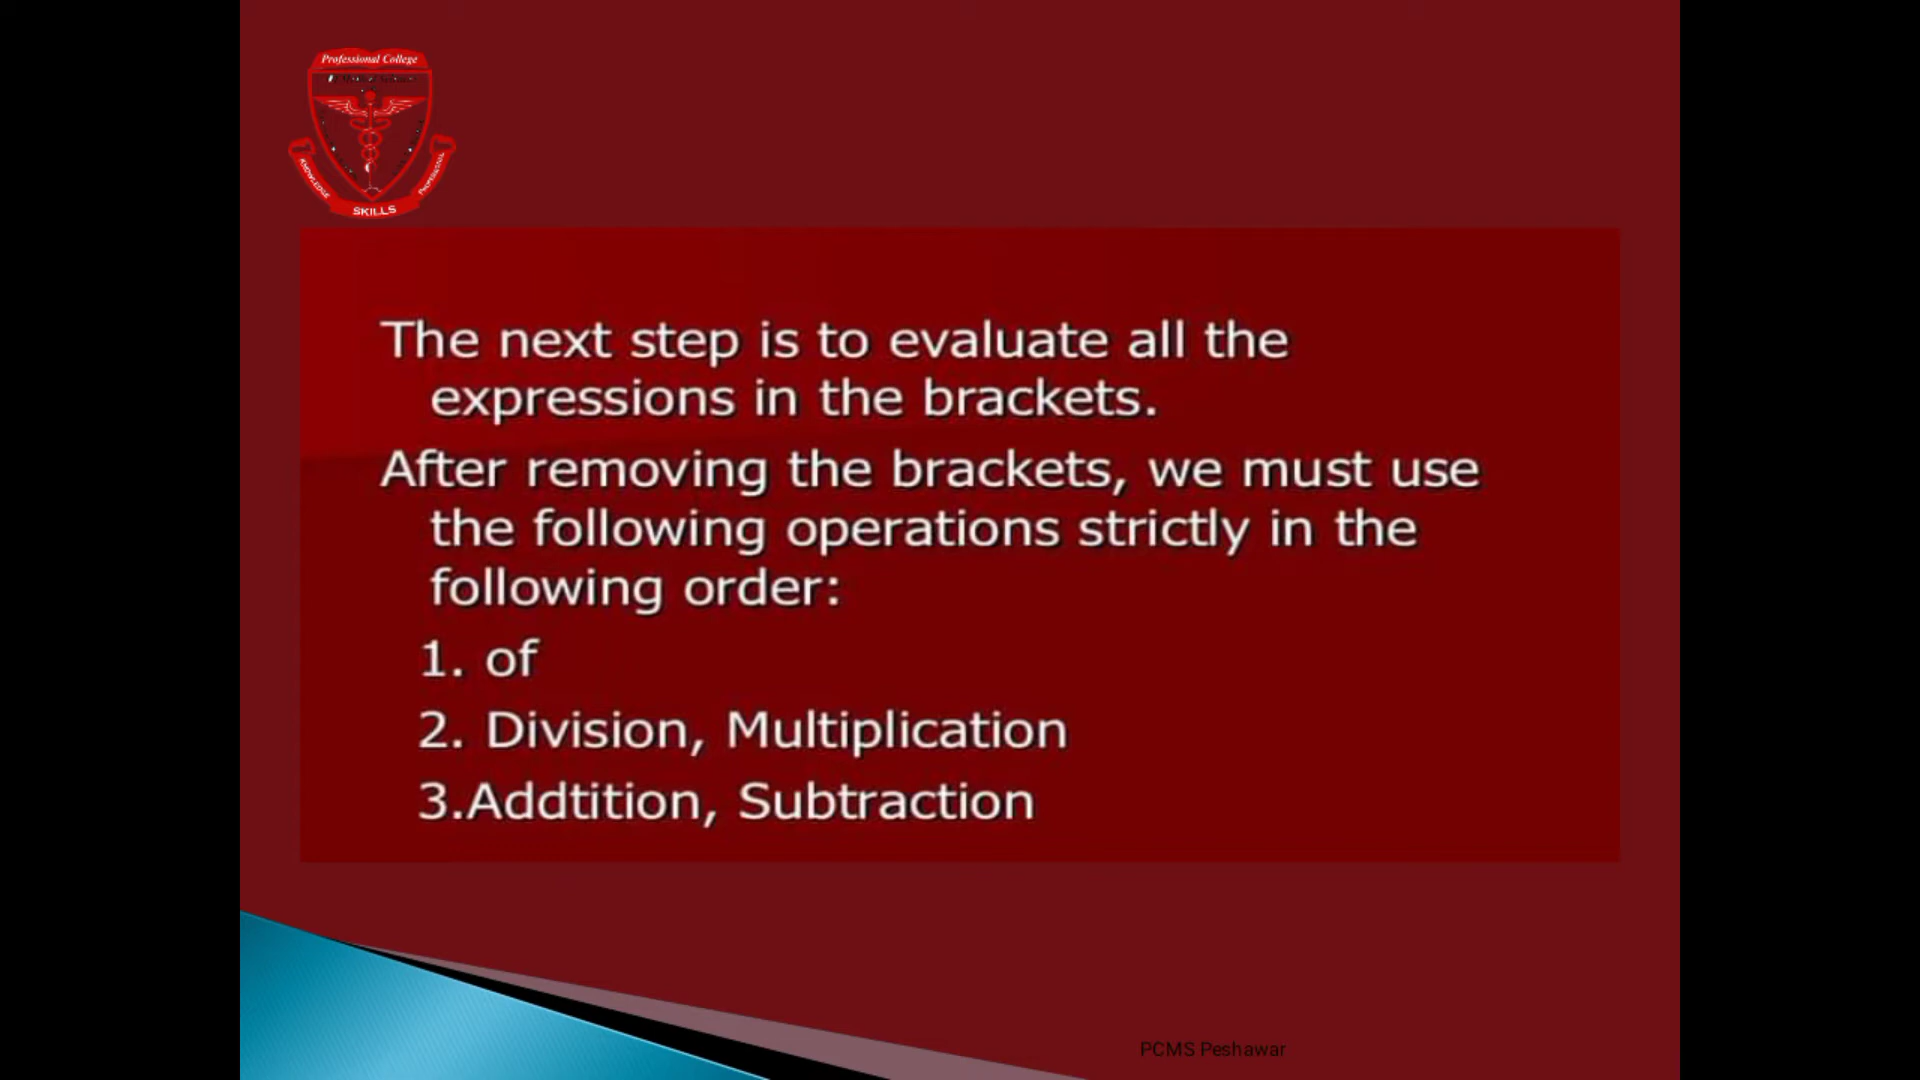 Professional College
KNOWLEDGE
SKILLS
PROFESSIONAL
The next step is to evaluate all the
expressions in the brackets.
After removing the brackets, we must use
the following operations strictly in the
following order:
1. of
2. Division, Multiplication
3.Addtition, Subtraction
PCMS Peshawar